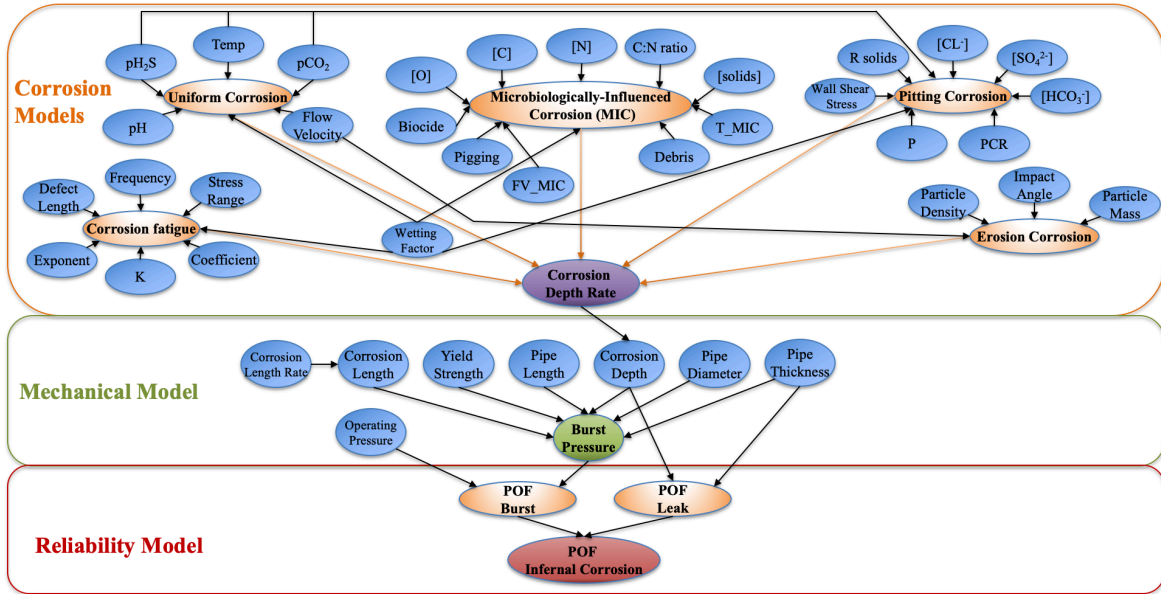 Corrosion
Models
pH₂S
Temp
pCO₂
Uniform Corrosion
pH
Flow
Velocity
[O]
[C]
[N]
C:N ratio
[solids]
Microbiologically-Influenced
Corrosion (MIC)
Biocide
Pigging
FV_MIC
Debris
T_MIC
R solids
[CL⁻]
[SO₄²⁻]
Wall Shear
Stress
Pitting Corrosion
[HCO₃⁻]
P
PCR
Defect
Length
Frequency
Stress
Range
Corrosion fatigue
Exponent
K
Coefficient
Wetting
Factor
Particle
Density
Impact
Angle
Particle
Mass
Erosion Corrosion
Corrosion
Depth Rate
Mechanical Model
Corrosion
Length Rate
Corrosion
Length
Yield
Strength
Pipe
Length
Corrosion
Depth
Pipe
Diameter
Pipe
Thickness
Operating
Pressure
Burst
Pressure
Reliability Model
POF
Burst
POF
Leak
POF
Infernal Corrosion